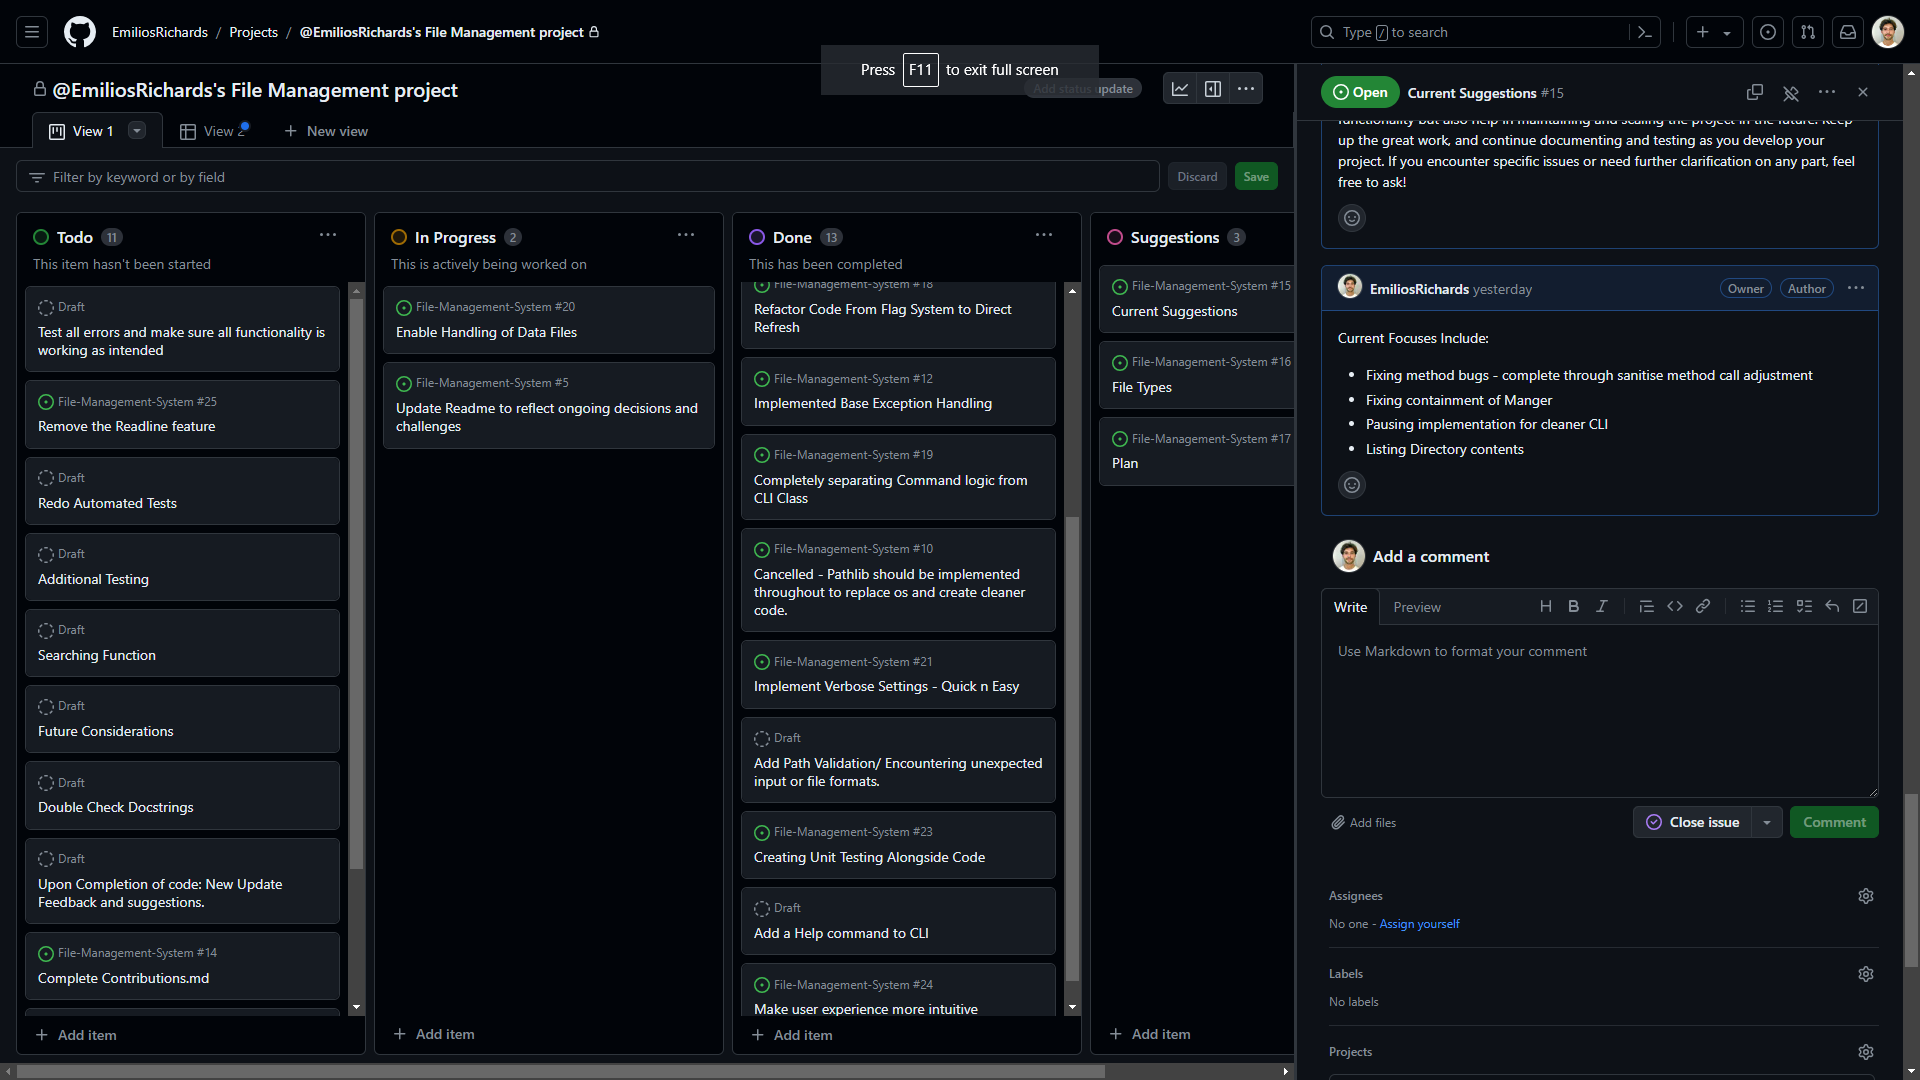 EmiliosRichards / Projects / @EmiliosRichards's File Management project
Type / to search
Press F11 to exit full screen
@EmiliosRichards's File Management project
Add status update
View 1
View 2
New view
Filter by keyword or by field
Discard
Save
Todo 11
This item hasn't been started
Draft
Test all errors and make sure all functionality is
working as intended
File-Management-System #25
Remove the Readline feature
Draft
Redo Automated Tests
Draft
Additional Testing
Draft
Searching Function
Draft
Future Considerations
Draft
Double Check Docstrings
Draft
Upon Completion of code: New Update
Feedback and suggestions.
File-Management-System #14
Complete Contributions.md
Add item
In Progress 2
This is actively being worked on
File-Management-System #20
Enable Handling of Data Files
File-Management-System #5
Update Readme to reflect ongoing decisions and
challenges
Add item
Done 13
This has been completed
File-Management-System #18
Refactor Code From Flag System to Direct
Refresh
File-Management-System #12
Implemented Base Exception Handling
File-Management-System #19
Completely separating Command logic from
CLI Class
File-Management-System #10
Cancelled - Pathlib should be implemented
throughout to replace os and create cleaner
code.
File-Management-System #21
Implement Verbose Settings - Quick n Easy
Draft
Add Path Validation/ Encountering unexpected
input or file formats.
File-Management-System #23
Creating Unit Testing Alongside Code
Draft
Add a Help command to CLI
File-Management-System #24
Make user experience more intuitive
Add item
Suggestions 3
File-Management-System #15
Current Suggestions
File-Management-System #16
File Types
File-Management-System #17
Plan
Add item
Open Current Suggestions #15
functionality but also help in maintaining and scaling the project in the future. Keep
up the great work, and continue documenting and testing as you develop your
project. If you encounter specific issues or need further clarification on any part, feel
free to ask!
EmiliosRichards yesterday
Owner
Author
Current Focuses Include:
Fixing method bugs - complete through sanitise method call adjustment
Fixing containment of Manger
Pausing implementation for cleaner CLI
Listing Directory contents
Add a comment
Write
Preview
Use Markdown to format your comment
Add files
Close issue
Comment
Assignees
No one - Assign yourself
Labels
No labels
Projects